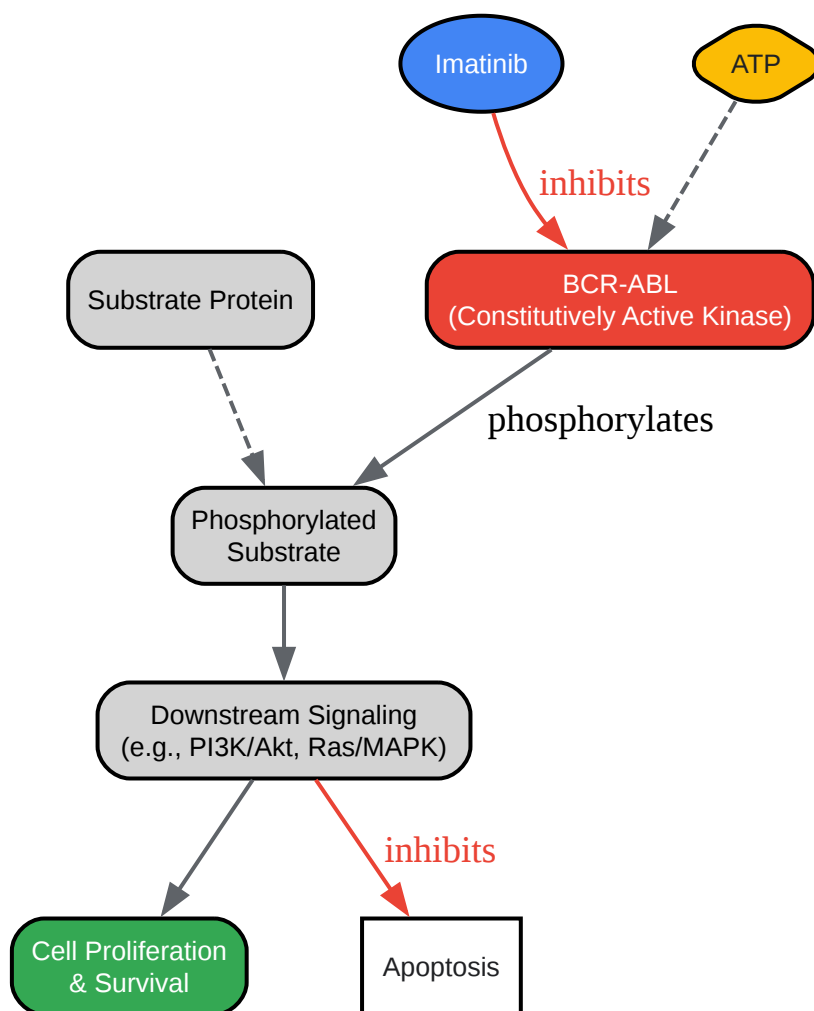 Imatinib
ATP
inhibits
Substrate Protein
BCR-ABL
(Constitutively Active Kinase)
phosphorylates
Phosphorylated
Substrate
Downstream Signaling
(e.g., PI3K/Akt, Ras/MAPK)
inhibits
Cell Proliferation
& Survival
Apoptosis